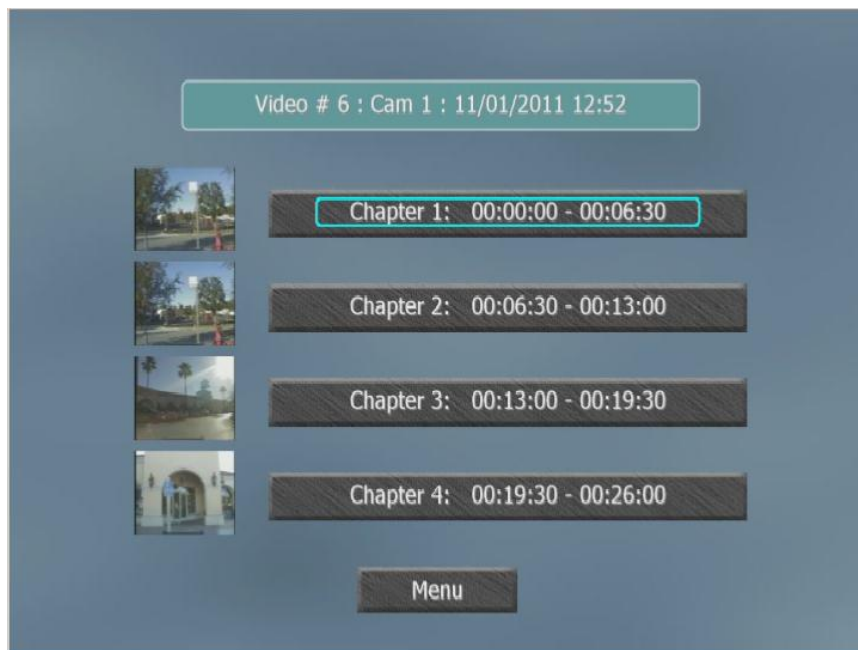 Video # 6 : Cam 1 : 11/01/2011 12:52
Chapter 1: 00:00:00 - 00:06:30
Chapter 2: 00:06:30 - 00:13:00
Chapter 3: 00:13:00 - 00:19:30
Chapter 4: 00:19:30 - 00:26:00
Menu